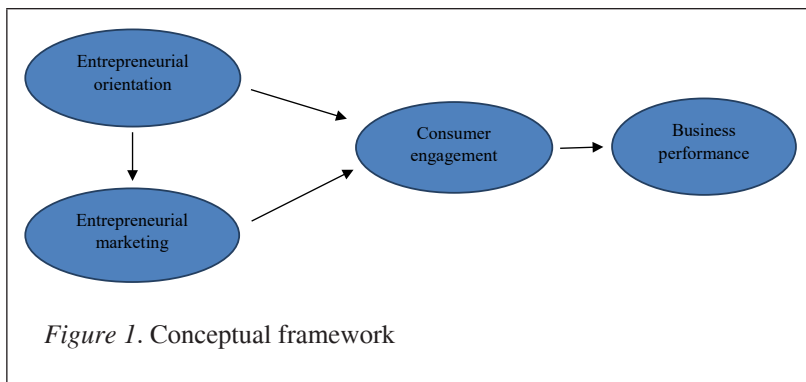 Entrepreneurial
orientation
Consumer
engagement
Business
performance
Entrepreneurial
marketing
Figure 1. Conceptual framework